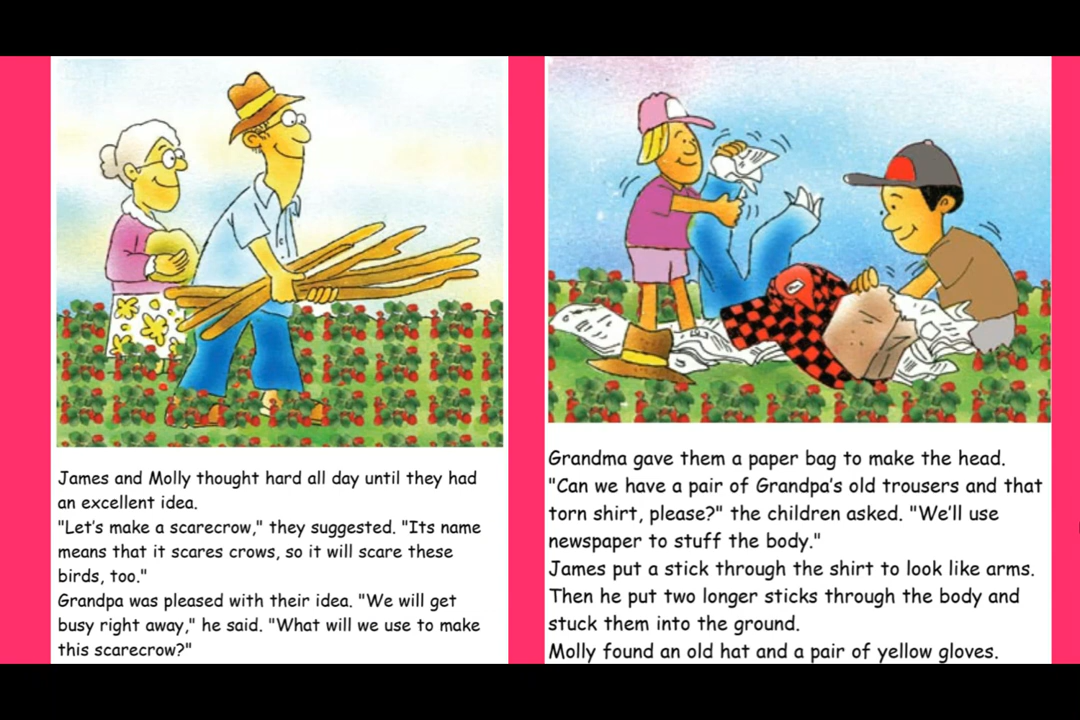 James and Molly thought hard all day until they had
an excellent idea.
"Let's make a scarecrow," they suggested. "Its name
means that it scares crows, so it will scare these
birds, too."
Grandpa was pleased with their idea. "We will get
busy right away," he said. "What will we use to make
this scarecrow?"
Grandma gave them a paper bag to make the head.
"Can we have a pair of Grandpa's old trousers and that
torn shirt, please?" the children asked. "We'll use
newspaper to stuff the body."
James put a stick through the shirt to look like arms.
Then he put two longer sticks through the body and
stuck them into the ground.
Molly found an old hat and a pair of yellow gloves.